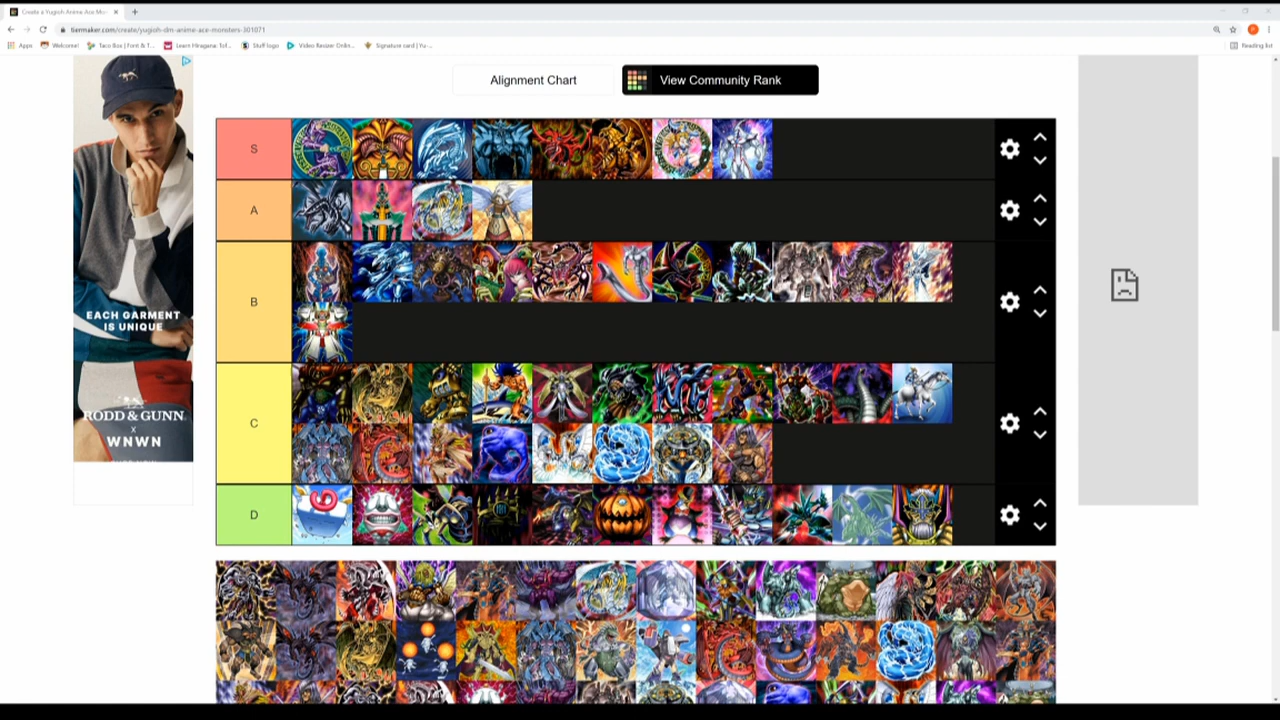 Create a Yugioh Anime Ace Mon
tiermaker.com/create/yugioh-dm-anime-ace-monsters-301071
Apps
Welcome!
Taco Box | Font & T...
Learn Hiragana: Tof...
Stuff logo
Video Resizer Onlin...
Signature card | Yu-...
Reading list
Alignment Chart
View Community Rank
S
A
B
C
D
EACH GARMENT
IS UNIQUE
RODD & GUNN
X
WNWN